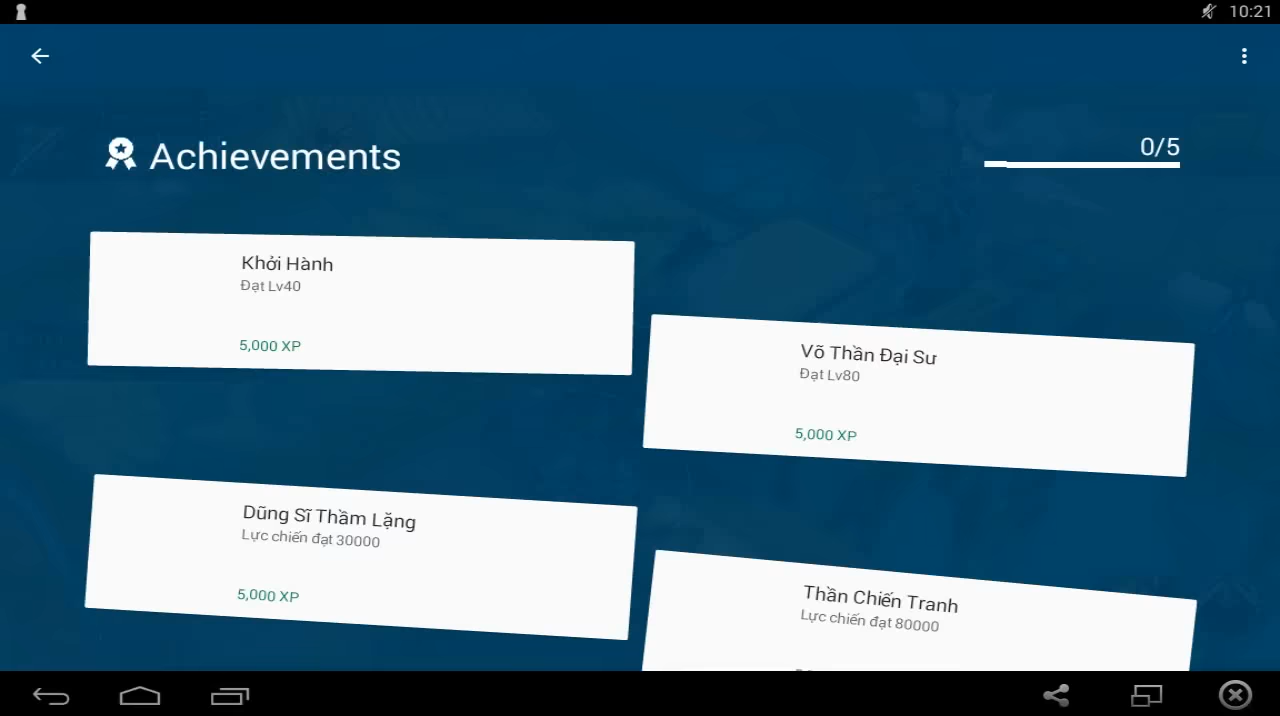 10:21
Achievements
0/5
Khởi Hành
Đạt Lv40
5,000 XP
Võ Thần Đại Sư
Đạt Lv80
5,000 XP
Dũng Sĩ Thầm Lặng
Lực chiến đạt 30000
5,000 XP
Thần Chiến Tranh
Lực chiến đạt 80000